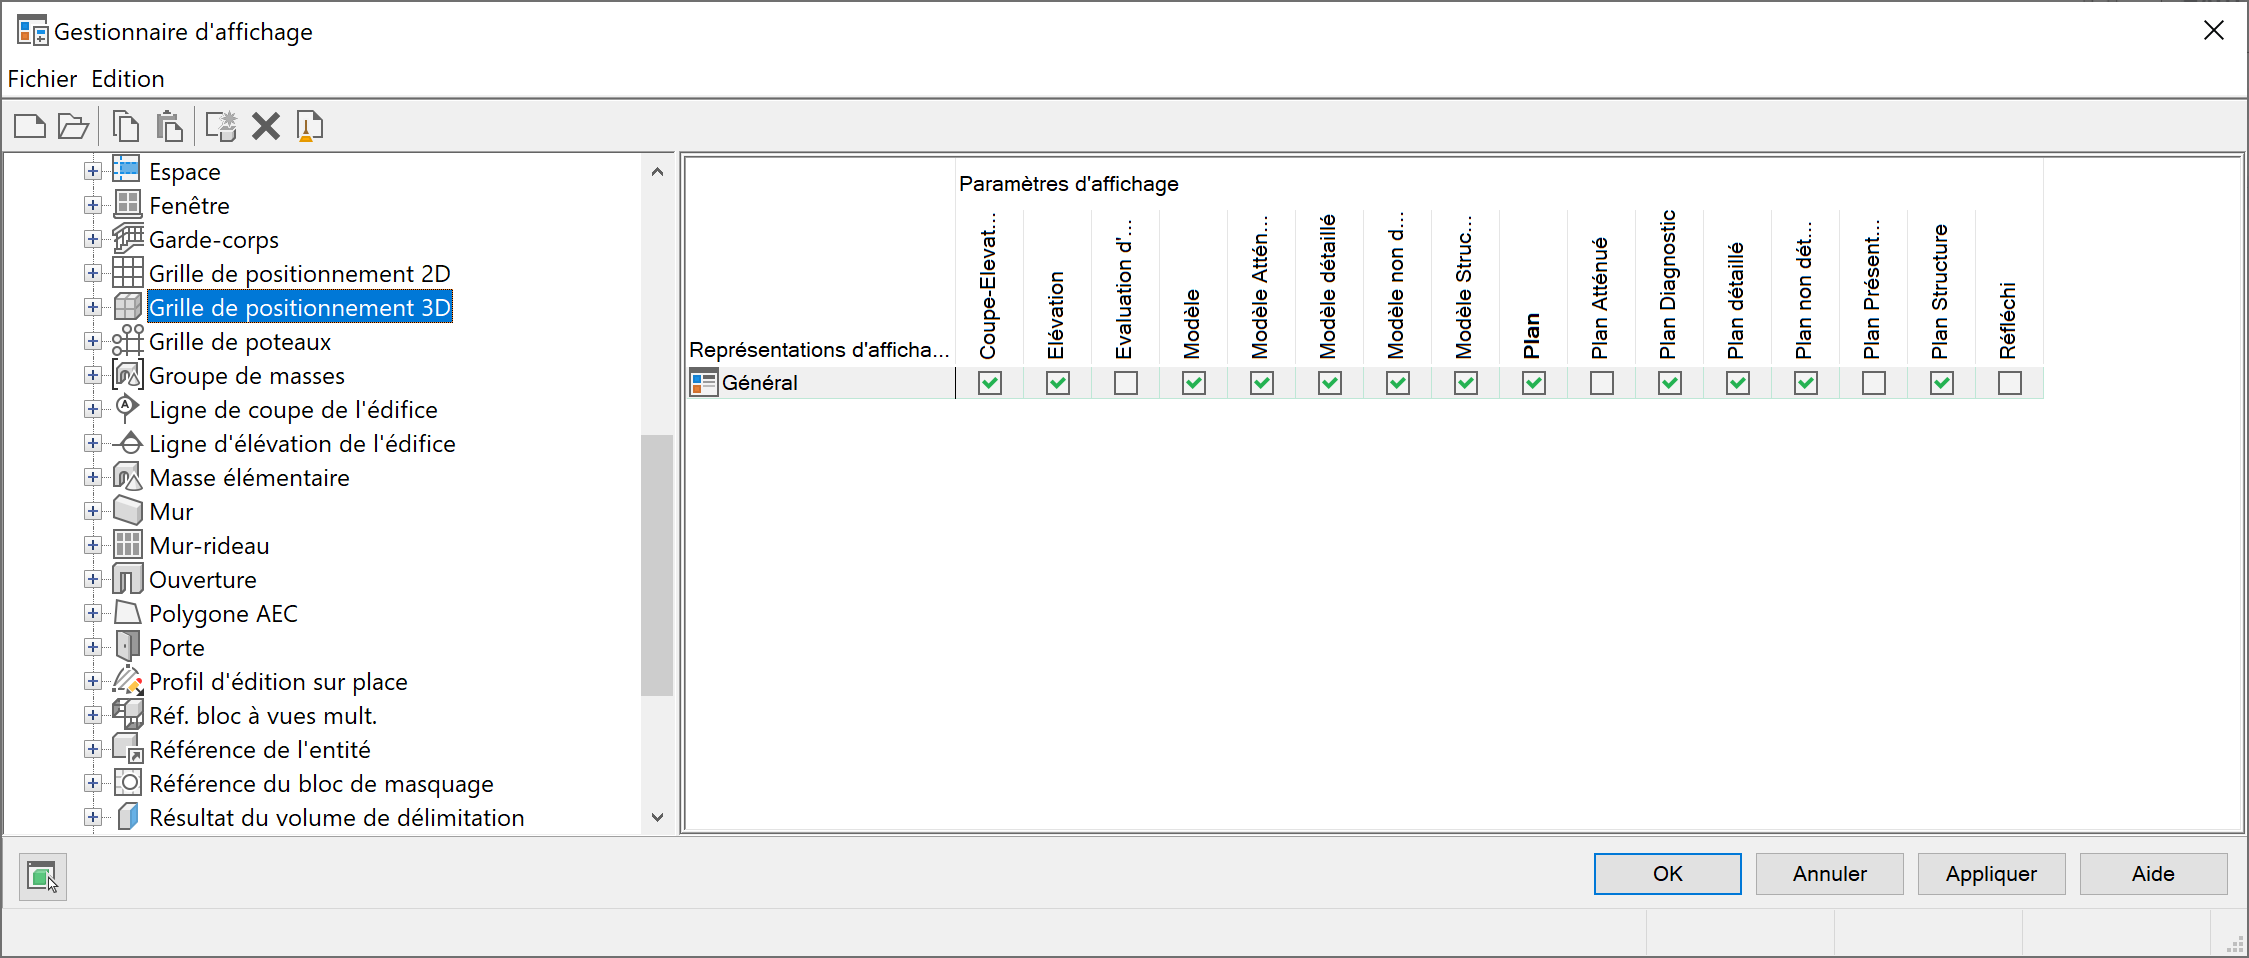 Gestionnaire d'affichage
Fichier Edition
Espace
Fenêtre
Garde-corps
Grille de positionnement 2D
Grille de positionnement 3D
Grille de poteaux
Groupe de masses
Ligne de coupe de l'édifice
Ligne d'élévation de l'édifice
Masse élémentaire
Mur
Mur-rideau
Ouverture
Polygone AEC
Porte
Profil d'édition sur place
Réf. bloc à vues mult.
Référence de l'entité
Référence du bloc de masquage
Résultat du volume de délimitation
Paramètres d'affichage
Représentations d'afficha...
Coupe-Elevat...
Elévation
Evaluation d'...
Modèle
Modèle Attén...
Modèle détaillé
Modèle non d...
Modèle Struc...
Plan
Plan Atténué
Plan Diagnostic
Plan détaillé
Plan non dét...
Plan Présent...
Plan Structure
Réfléchi
Général
OK
Annuler
Appliquer
Aide